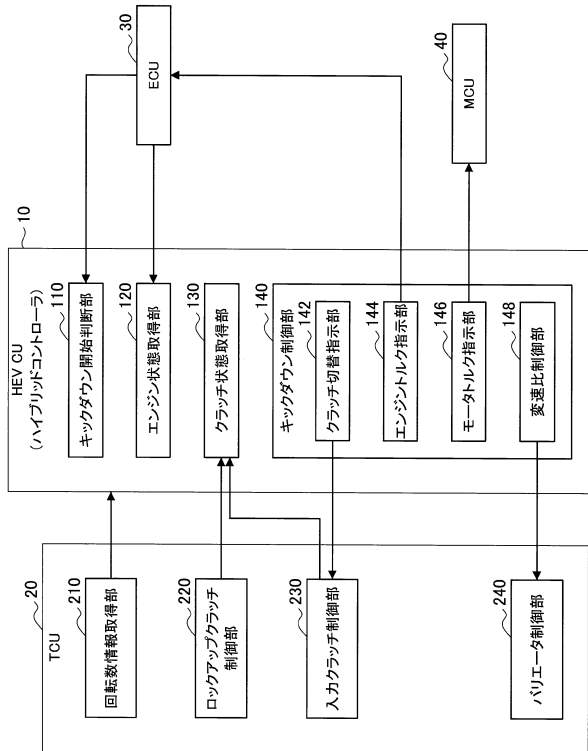 HEV CU
(ハイブリッドコントローラ)
10
キックダウン開始判断部
110
エンジン状態取得部
120
クラッチ状態取得部
130
キックダウン制御部
140
クラッチ切替指示部
142
エンジントルク指示部
144
モータトルク指示部
146
変速比制御部
148
TCU
20
回転数情報取得部
210
ロックアップクラッチ
制御部
220
入力クラッチ制御部
230
バリエータ制御部
240
ECU
30
MCU
40